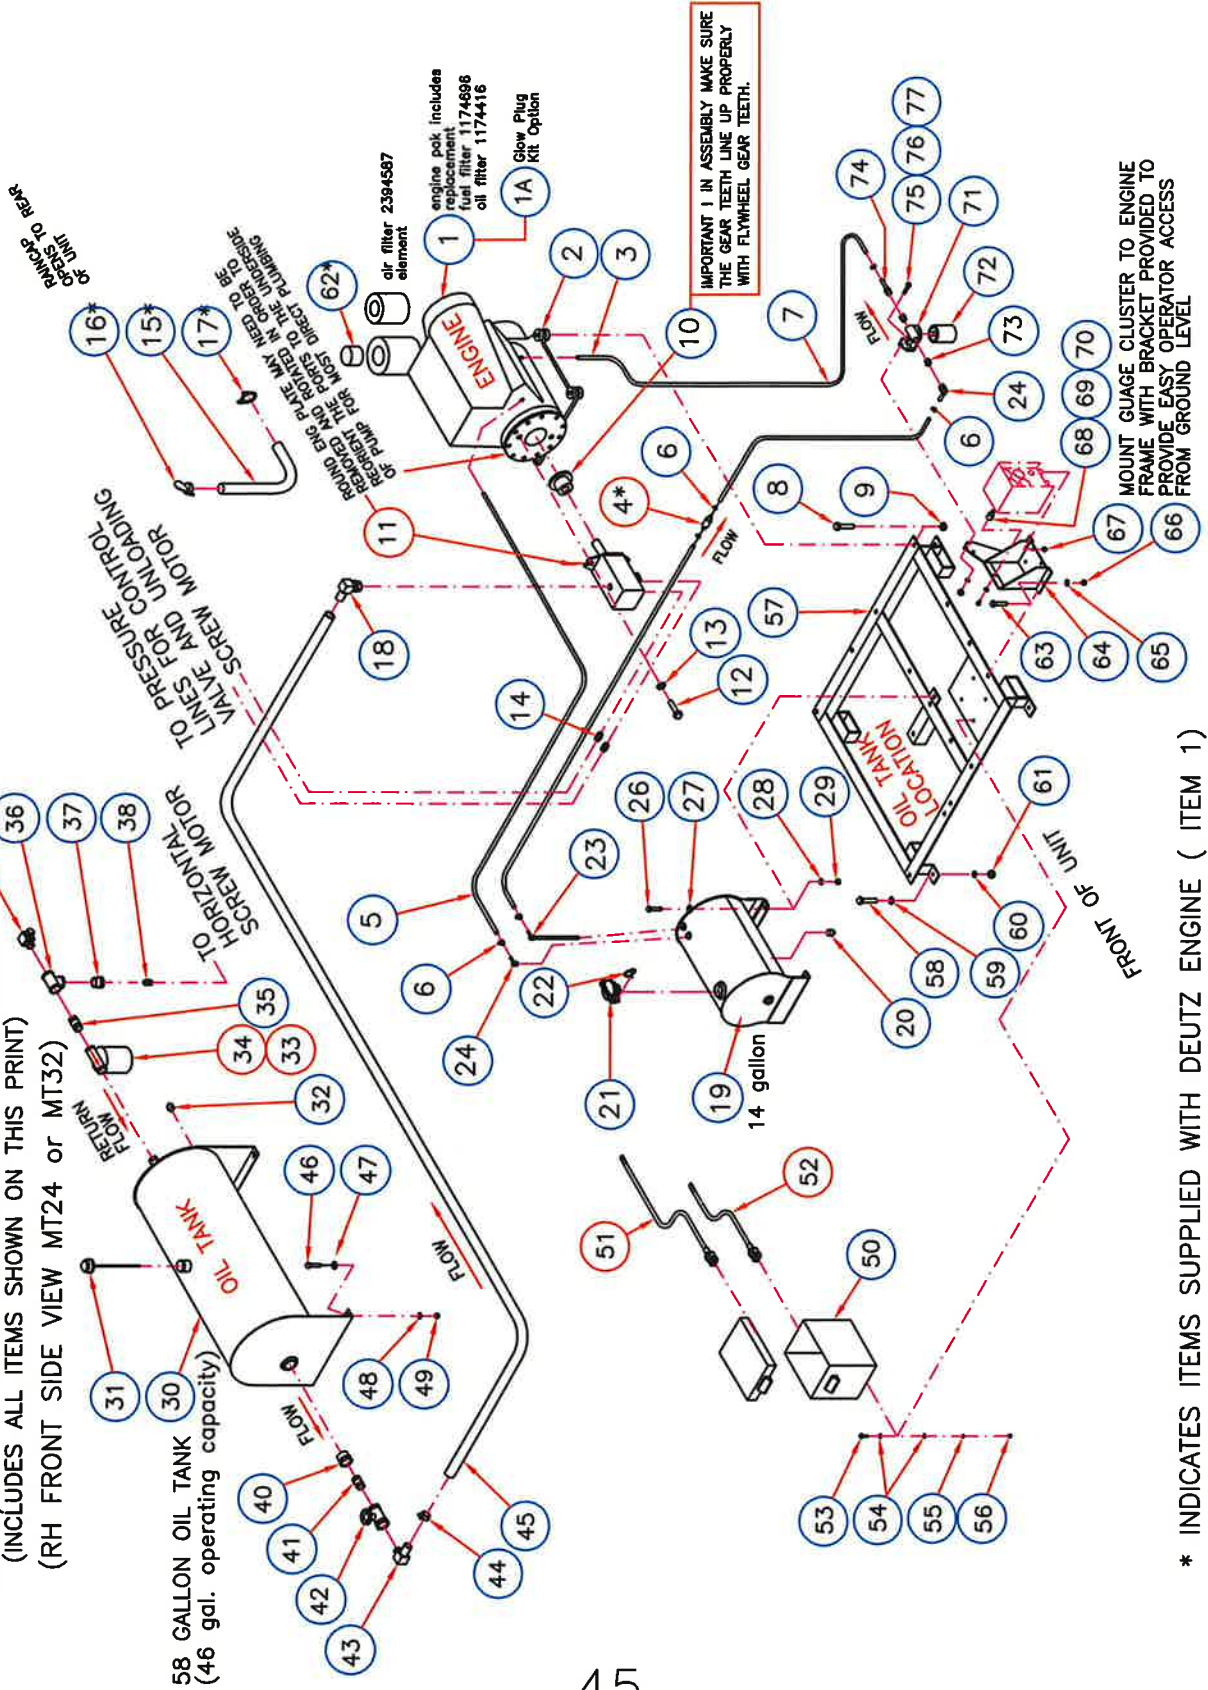 (INCLUDES ALL ITEMS SHOWN ON THIS PRINT)
(RH FRONT SIDE VIEW MT24 or MT32)
58 GALLON OIL TANK
(46 gal. operating capacity)
RAINCAP TO REAR
OPENS TO REAR
OF UNIT
16*
15*
17*
62*
air filter 2394587
element
engine pak includes
replacement
fuel filter 1174696
oil filter 1174416
1
1A
Glow Plug
Kit Option
ENGINE
2
3
10
IMPORTANT ! IN ASSEMBLY MAKE SURE
THE GEAR TEETH LINE UP PROPERLY
WITH FLYWHEEL GEAR TEETH.
ROUND ENG PLATE MAY NEED TO BE
REMOVED AND ROTATED IN ORDER TO
REORIENT THE PORTS TO THE UNDERSIDE
OF PUMP FOR MOST DIRECT PLUMBING
11
TO PRESSURE CONTROL
LINES FOR UNLOADING
VALVE AND
SCREW MOTOR
18
TO
HORIZONTAL
SCREW MOTOR
36
37
38
35
34
33
RETURN
FLOW
32
31
30
OIL TANK
46
47
48
49
FLOW
40
41
42
43
44
45
FLOW
5
6
24
23
22
21
19
14 gallon
20
14
13
12
4*
6
FLOW
7
8
9
57
26
27
28
29
OIL TANK
LOCATION
58
59
60
61
FRONT OF UNIT
74
75
76
77
71
FLOW
72
73
24
6
68
69
70
MOUNT GUAGE CLUSTER TO ENGINE
FRAME WITH BRACKET PROVIDED TO
PROVIDE EASY OPERATOR ACCESS
FROM GROUND LEVEL
67
66
63
64
65
51
52
50
53
54
55
56
* INDICATES ITEMS SUPPLIED WITH DEUTZ ENGINE ( ITEM 1)